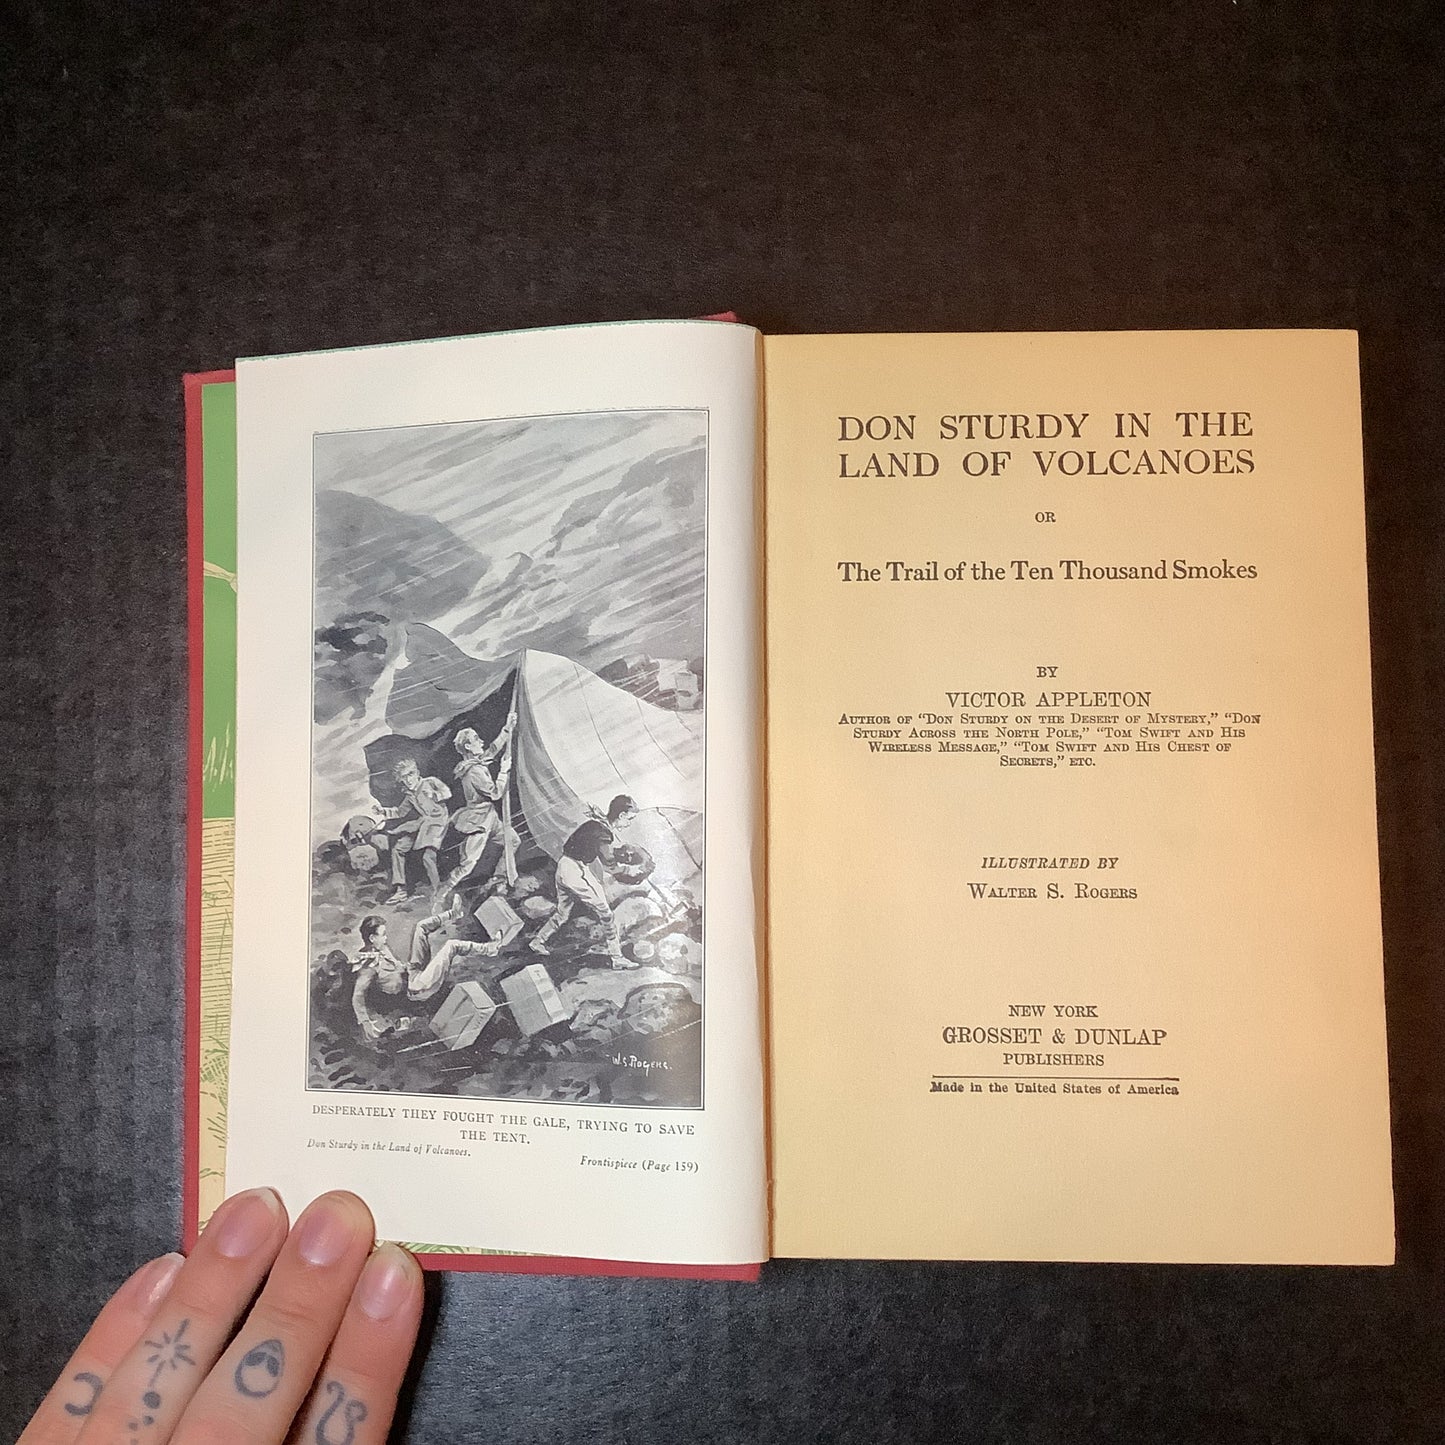 W.S. ROGERS.
DESPERATELY THEY FOUGHT THE GALE, TRYING TO SAVE
THE TENT.
Don Sturdy in the Land of Volcanoes.
Frontispiece (Page 159)
DON STURDY IN THE
LAND OF VOLCANOES
OR
The Trail of the Ten Thousand Smokes
BY
VICTOR APPLETON
AUTHOR OF "DON STURDY ON THE DESERT OF MYSTERY," "DON
STURDY ACROSS THE NORTH POLE," "TOM SWIFT AND HIS
WIRELESS MESSAGE," "TOM SWIFT AND HIS CHEST OF
SECRETS," ETC.
ILLUSTRATED BY
WALTER S. ROGERS
NEW YORK
GROSSET & DUNLAP
PUBLISHERS
Made in the United States of America